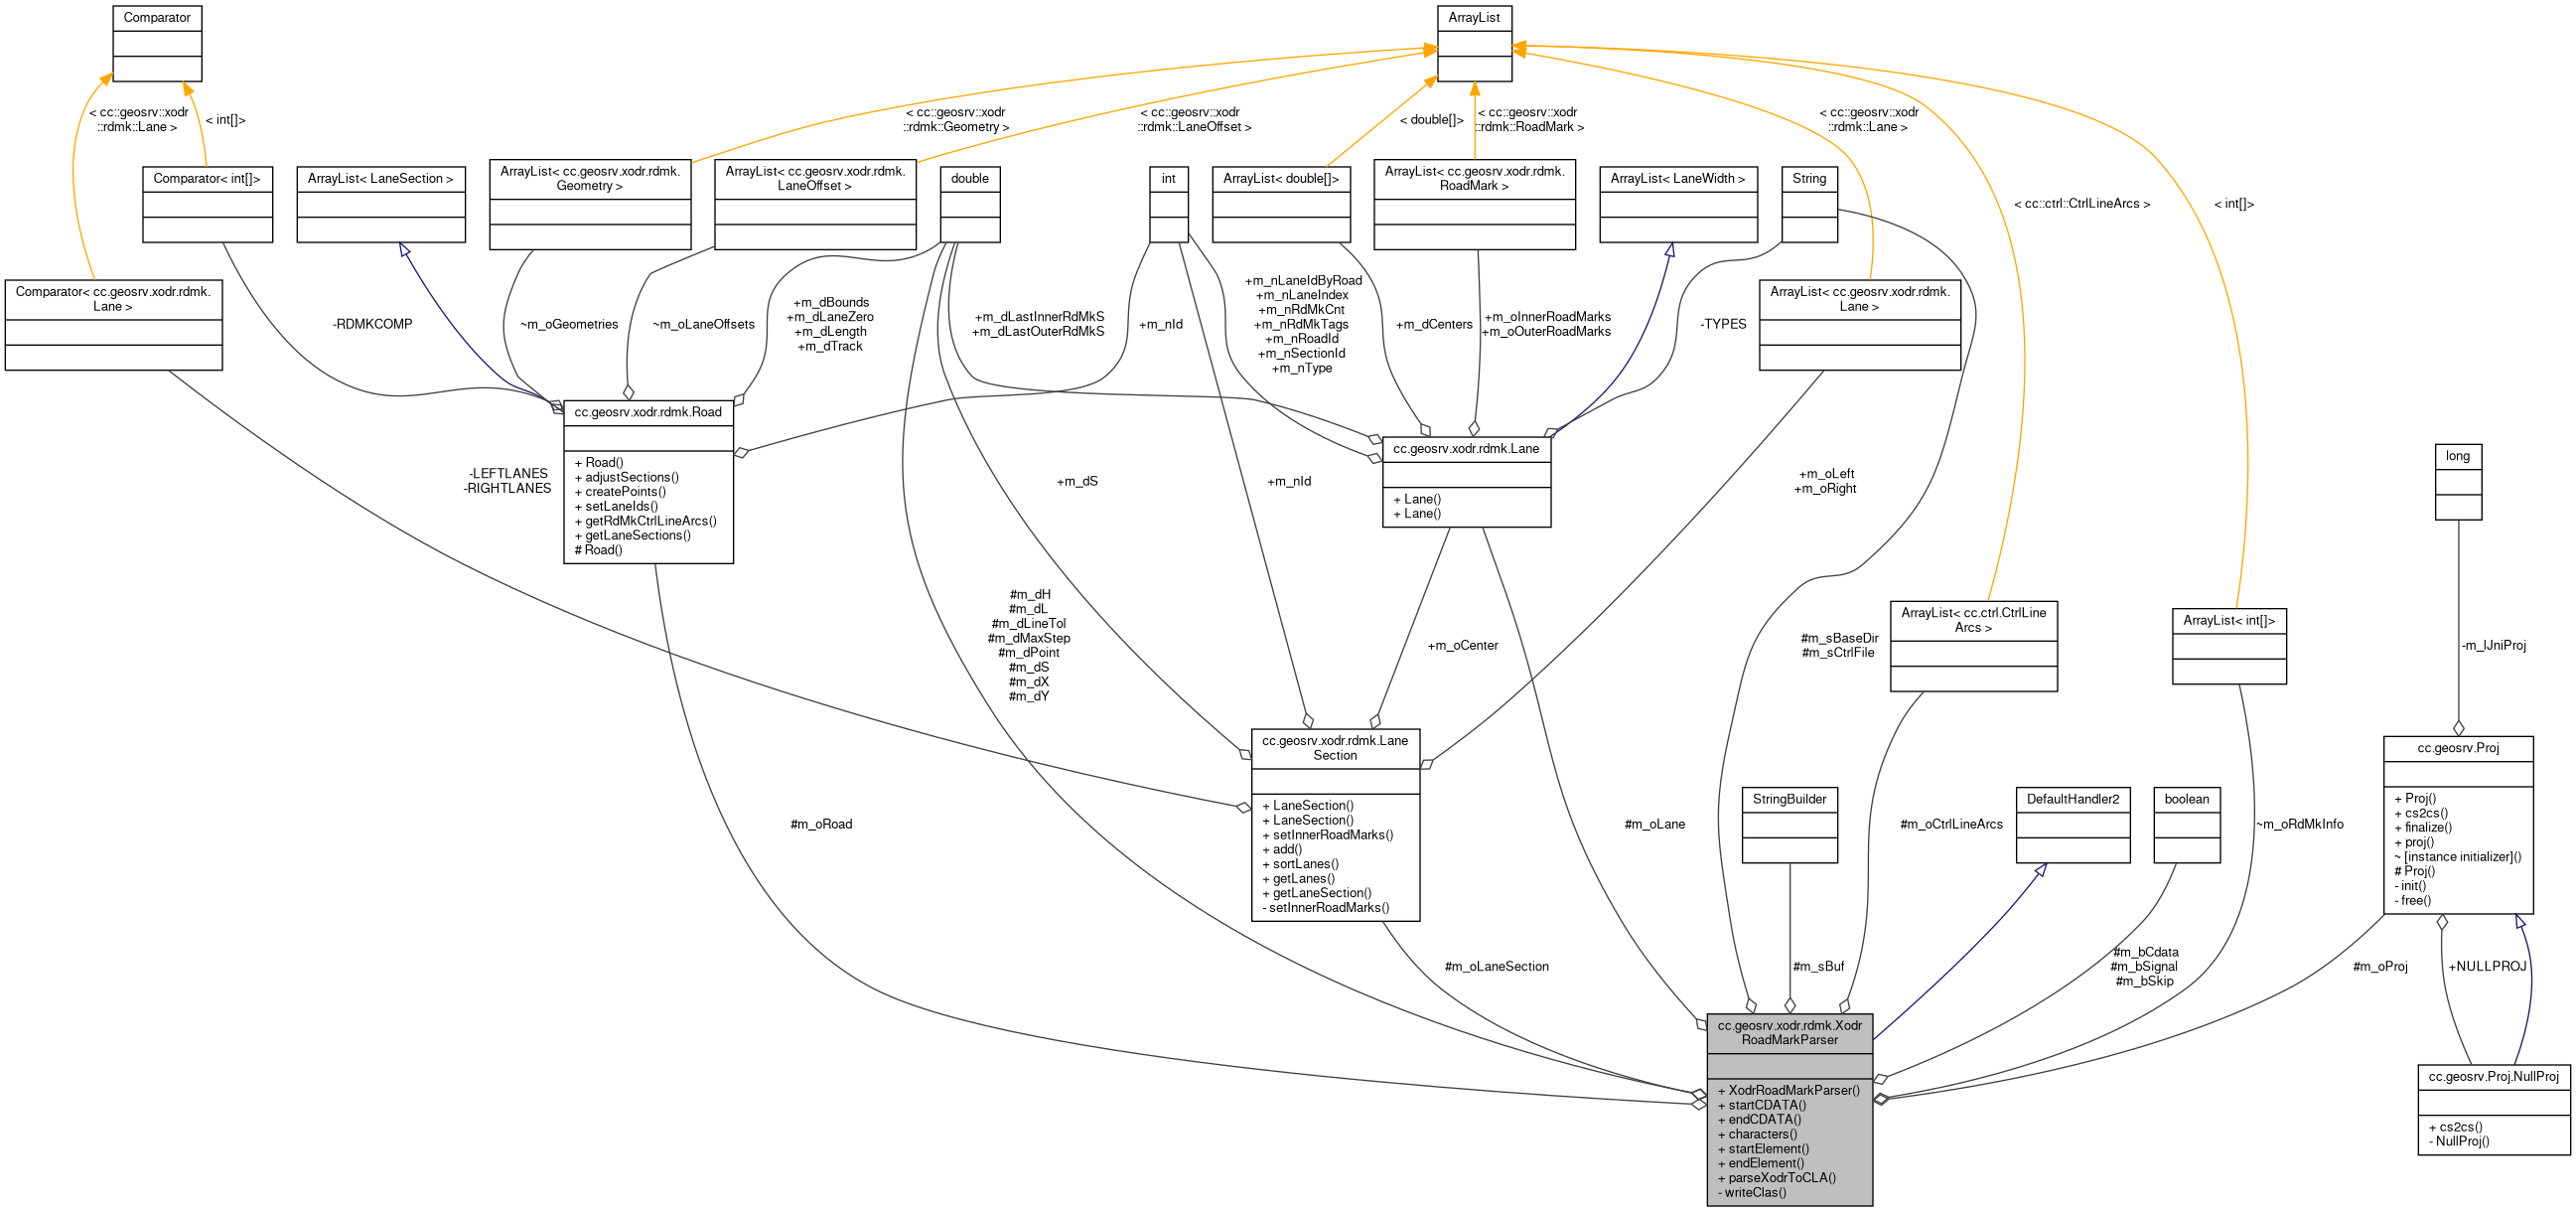 Comparator
ArrayList
< cc::geosrv::xodr
::rdmk::Lane >
< int[]>
< cc::geosrv::xodr
::rdmk::Geometry >
< cc::geosrv::xodr
::rdmk::LaneOffset >
< double[]>
< cc::geosrv::xodr
::rdmk::RoadMark >
< cc::geosrv::xodr
::rdmk::Lane >
< cc::ctrl::CtrlLineArcs >
< int[]>
Comparator< int[]>
ArrayList< LaneSection >
ArrayList< cc.geosrv.xodr.rdmk.
Geometry >
ArrayList< cc.geosrv.xodr.rdmk.
LaneOffset >
double
int
ArrayList< double[]>
ArrayList< cc.geosrv.xodr.rdmk.
RoadMark >
ArrayList< LaneWidth >
String
Comparator< cc.geosrv.xodr.rdmk.
Lane >
ArrayList< cc.geosrv.xodr.rdmk.
Lane >
-RDMKCOMP
~m_oGeometries
~m_oLaneOffsets
+m_dBounds
+m_dLaneZero
+m_dLength
+m_dTrack
+m_dLastInnerRdMkS
+m_dLastOuterRdMkS
+m_nId
+m_nLaneIdByRoad
+m_nLaneIndex
+m_nRdMkCnt
+m_nRdMkTags
+m_nRoadId
+m_nSectionId
+m_nType
+m_dCenters
+m_oInnerRoadMarks
+m_oOuterRoadMarks
-TYPES
cc.geosrv.xodr.rdmk.Road
+ Road()
+ adjustSections()
+ createPoints()
+ setLaneIds()
+ getRdMkCtrlLineArcs()
+ getLaneSections()
# Road()
cc.geosrv.xodr.rdmk.Lane
+ Lane()
+ Lane()
-LEFTLANES
-RIGHTLANES
+m_dS
+m_nId
+m_oLeft
+m_oRight
long
#m_dH
#m_dL
#m_dLineTol
#m_dMaxStep
#m_dPoint
#m_dS
#m_dX
#m_dY
+m_oCenter
#m_sBaseDir
#m_sCtrlFile
ArrayList< cc.ctrl.CtrlLine
Arcs >
ArrayList< int[]>
-m_lJniProj
cc.geosrv.xodr.rdmk.Lane
Section
+ LaneSection()
+ LaneSection()
+ setInnerRoadMarks()
+ add()
+ sortLanes()
+ getLanes()
+ getLaneSection()
- setInnerRoadMarks()
cc.geosrv.Proj
+ Proj()
+ cs2cs()
+ finalize()
+ proj()
~ [instance initializer]()
# Proj()
- init()
- free()
#m_oRoad
#m_oLane
StringBuilder
#m_oCtrlLineArcs
DefaultHandler2
boolean
~m_oRdMkInfo
#m_oLaneSection
#m_sBuf
#m_bCdata
#m_bSignal
#m_bSkip
#m_oProj
+NULLPROJ
cc.geosrv.xodr.rdmk.Xodr
RoadMarkParser
+ XodrRoadMarkParser()
+ startCDATA()
+ endCDATA()
+ characters()
+ startElement()
+ endElement()
+ parseXodrToCLA()
- writeClas()
cc.geosrv.Proj.NullProj
+ cs2cs()
- NullProj()